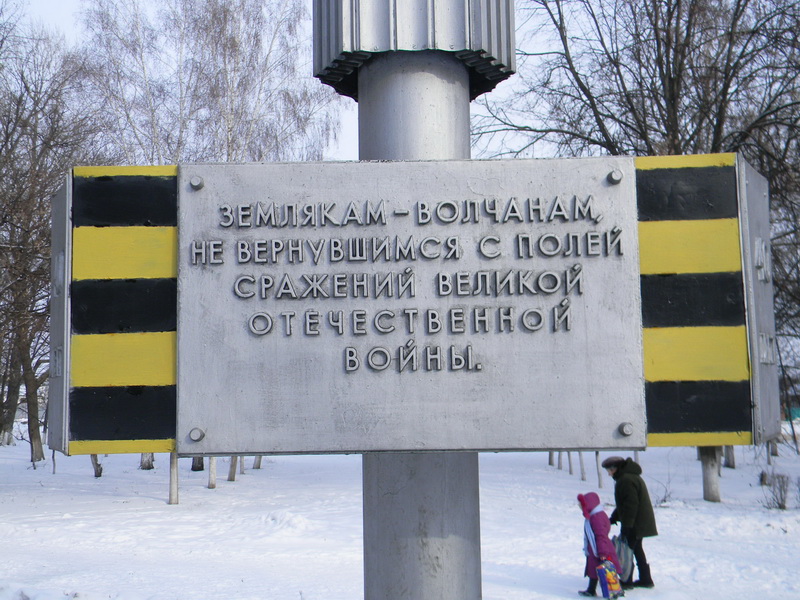 ЗЕМЛЯКАМ – ВОЛЧАНАМ,
НЕ ВЕРНУВШИМСЯ С ПОЛЕЙ
СРАЖЕНИЙ ВЕЛИКОЙ
ОТЕЧЕСТВЕННОЙ
ВОЙНЫ.